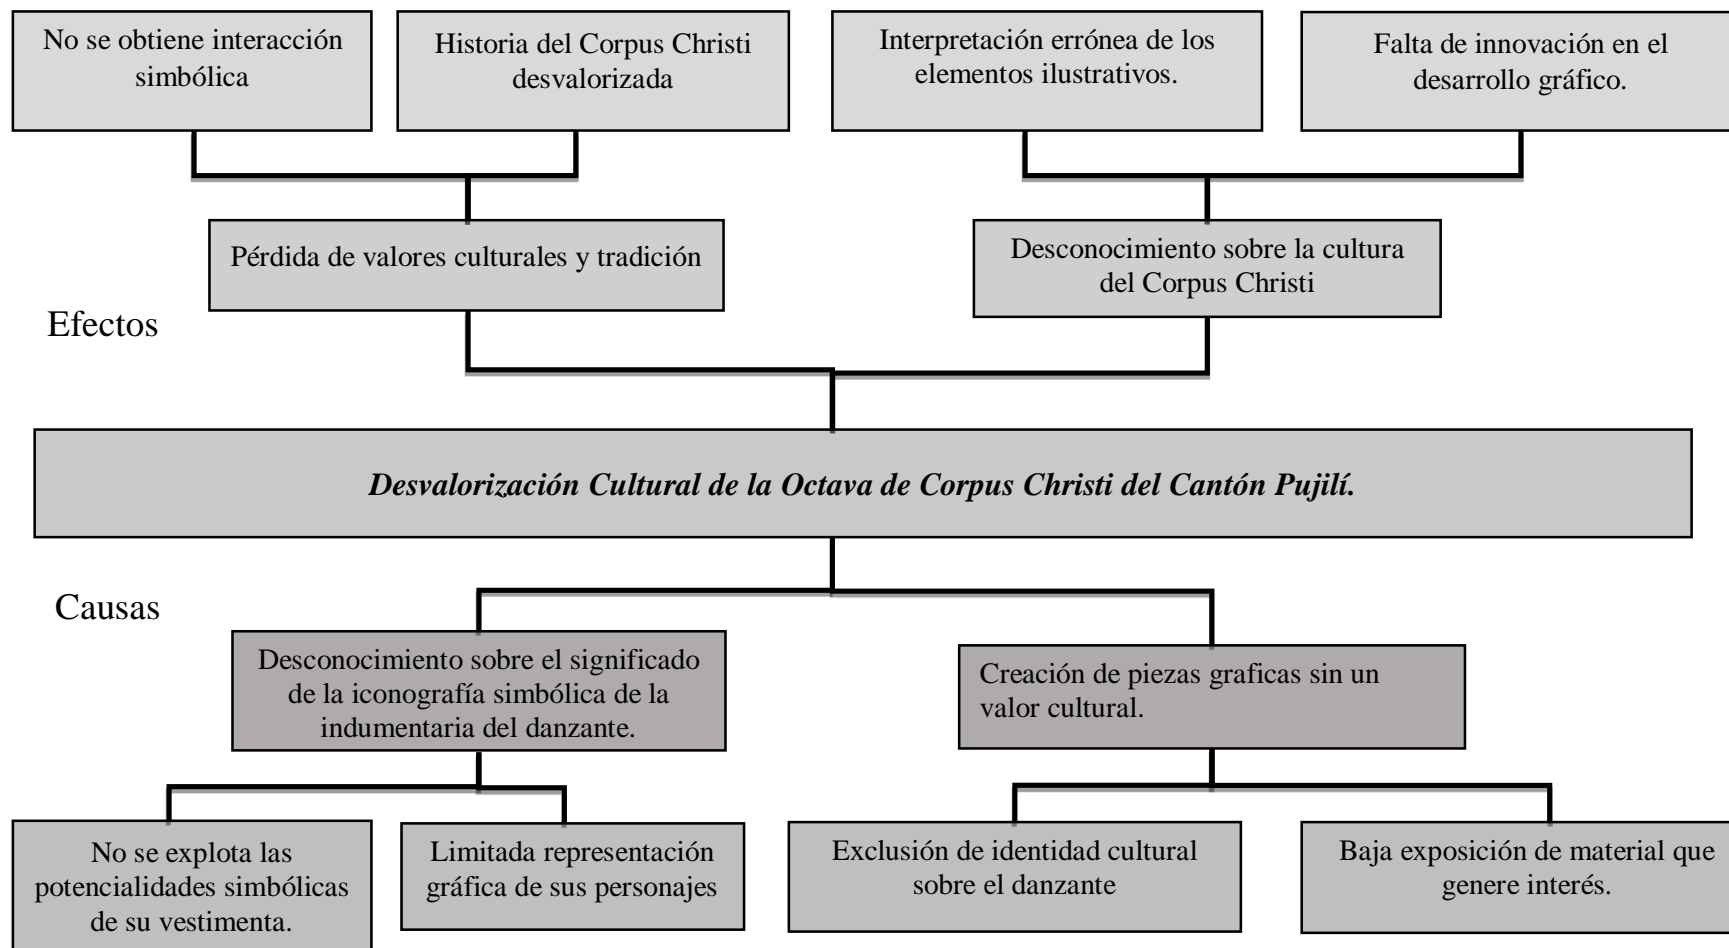 No se obtiene interacción
simbólica
Historia del Corpus Christi
desvalorizada
Interpretación errónea de los
elementos ilustrativos.
Falta de innovación en el
desarrollo gráfico.
Pérdida de valores culturales y tradición
Desconocimiento sobre la cultura
del Corpus Christi
Efectos
Desvalorización Cultural de la Octava de Corpus Christi del Cantón Pujilí.
Causas
Desconocimiento sobre el significado
de la iconografía simbólica de la
indumentaria del danzante.
Creación de piezas graficas sin un
valor cultural.
No se explota las
potencialidades simbólicas
de su vestimenta.
Limitada representación
gráfica de sus personajes
Exclusión de identidad cultural
sobre el danzante
Baja exposición de material que
genere interés.